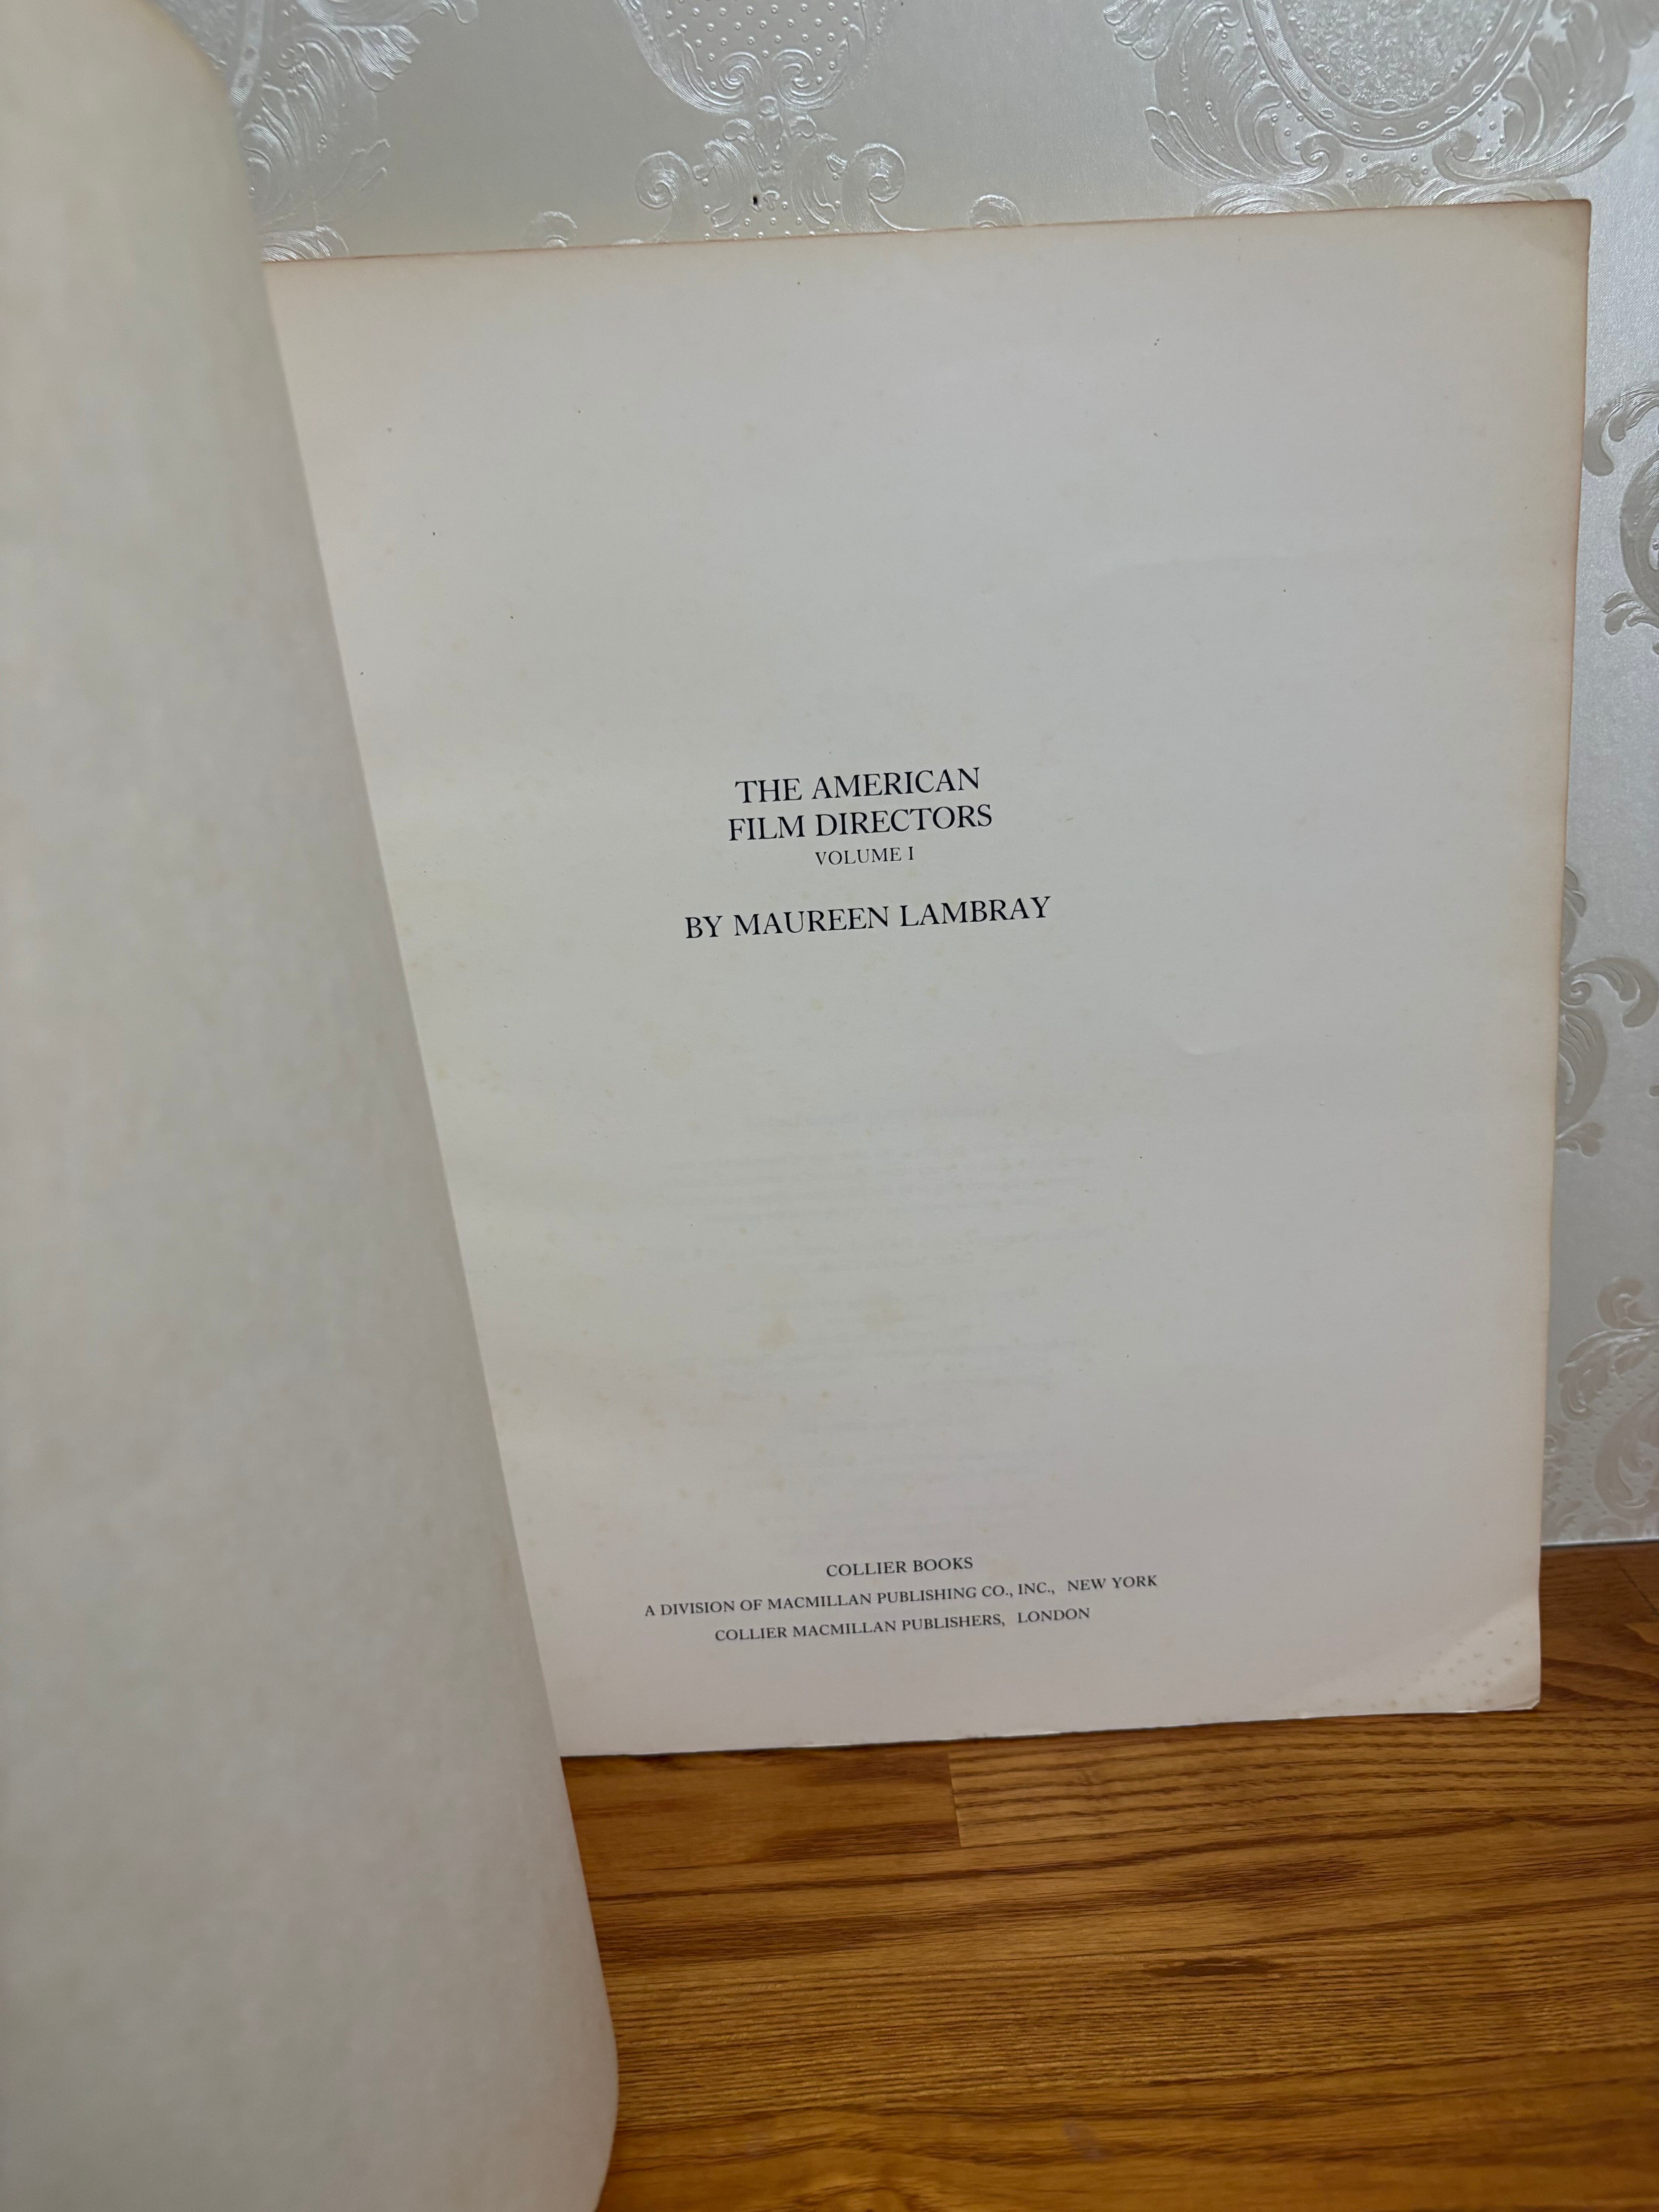 THE AMERICAN
FILM DIRECTORS
VOLUME I
BY MAUREEN LAMBRAY
COLLIER BOOKS
A DIVISION OF MACMILLAN PUBLISHING CO., INC., NEW YORK
COLLIER MACMILLAN PUBLISHERS, LONDON